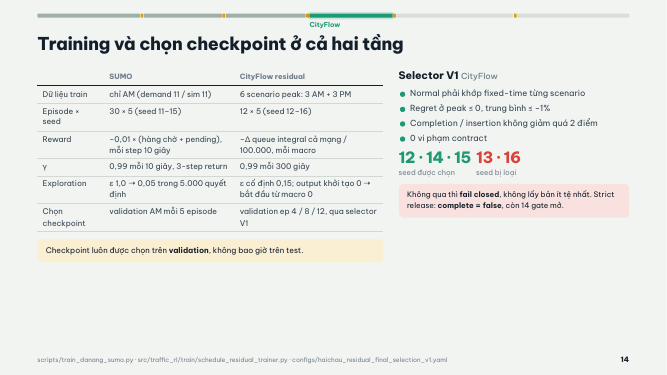 CityFlow
Training và chọn checkpoint ở cả hai tầng
SUMO CityFlow residual
Dữ liệu train chỉ AM (demand 11 / sim 11) 6 scenario peak: 3 AM + 3 PM
Episode × 30 × 5 (seed 11–15) 12 × 5 (seed 12–16)
seed
Reward −0,01 × (hàng chờ + pending), −Δ queue integral cả mạng /
mỗi step 10 giây 100.000, mỗi macro
γ 0,99 mỗi 10 giây, 3-step return 0,99 mỗi 300 giây
Exploration ε 1,0 → 0,05 trong 5.000 quyết ε cố định 0,15; output khởi tạo 0 →
định bắt đầu từ macro 0
Chọn validation AM mỗi 5 episode validation ep 4 / 8 / 12, qua selector
checkpoint V1
Checkpoint luôn được chọn trên validation, không bao giờ trên test.
Selector V1 CityFlow
Normal phải khớp fixed-time từng scenario
Regret ở peak ≤ 0, trung bình ≤ −1%
Completion / insertion không giảm quá 2 điểm
0 vi phạm contract
12 · 14 · 15 13 · 16
seed được chọn seed bị loại
Không qua thì fail closed, không lấy bản ít tệ nhất. Strict
release: complete = false, còn 14 gate mở.
scripts/train_danang_sumo.py · src/traffic_rl/train/schedule_residual_trainer.py · configs/haichau_residual_final_selection_v1.yaml
14